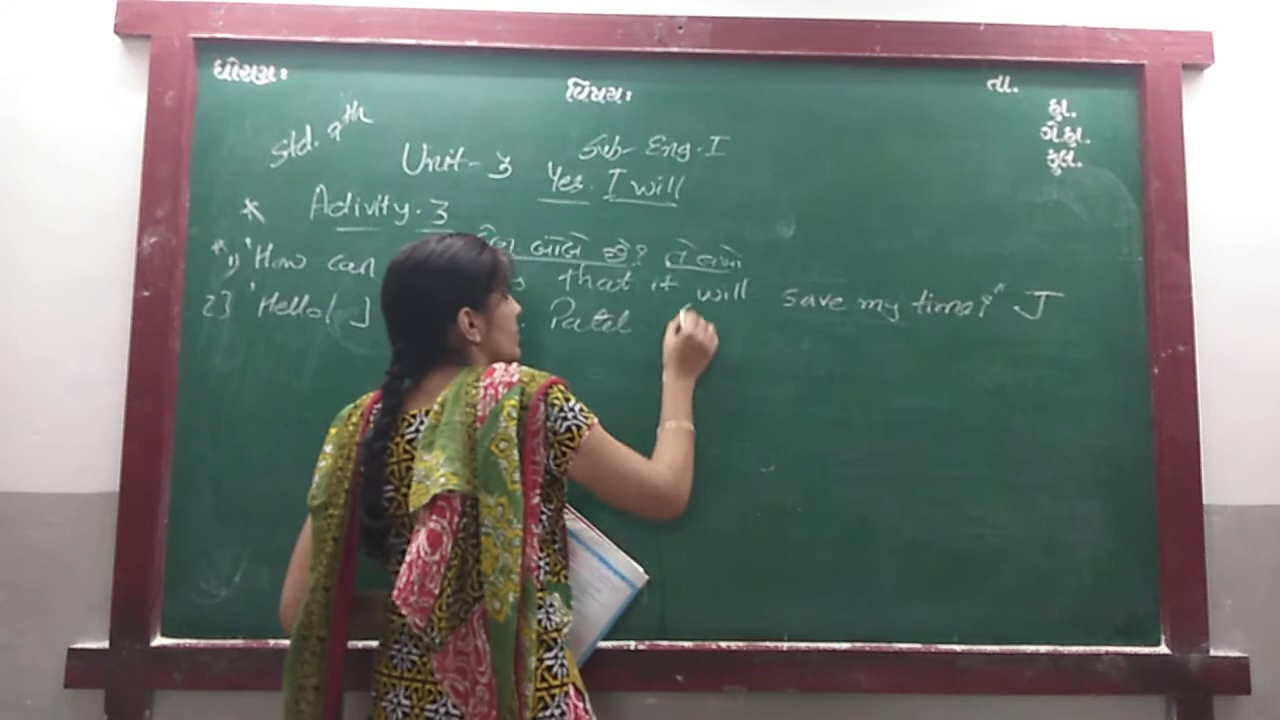 ધોરણઃ
વિષયઃ
તા.
હા.
ગે.હા.
કુલ.
Std. 9th
Sub- Eng. I
Unit-3 Yes. I will
* Activity. 3
બોલે છે? તે લખો
*1) "How can that it will save my time?" J
2] 'Hello! J Patel